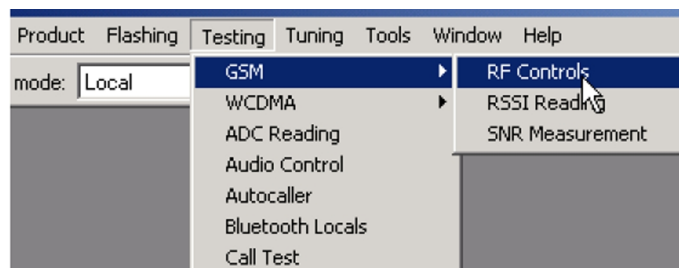 Product Flashing Testing Tuning Tools Window Help
mode: Local
GSM
RF Controls
WCDMA
RSSI Reading
ADC Reading
SNR Measurement
Audio Control
Autocaller
Bluetooth Locals
Call Test